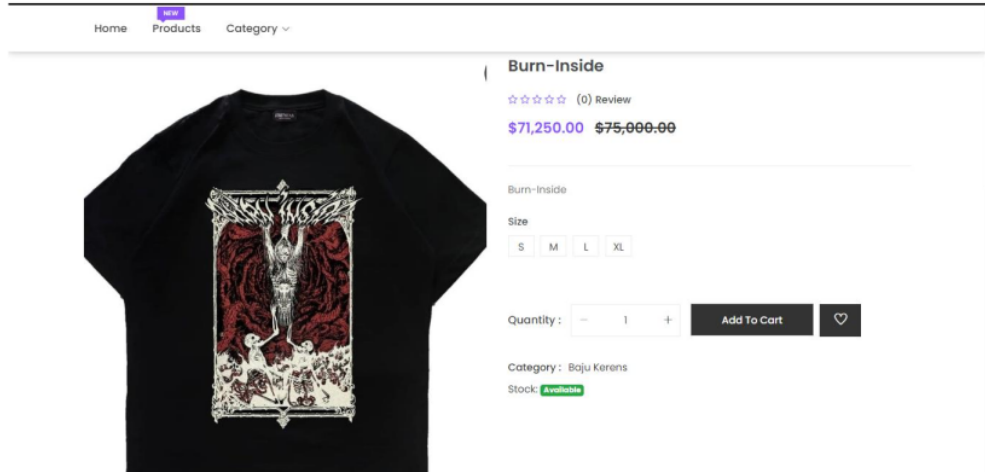 NEW
Home Products Category
Burn-Inside
(0) Review
$71,250.00 $75,000.00
Burn-Inside
Size
S M L XL
Quantity : - 1 + Add To Cart
Category : Baju Kerens
Stock: Available